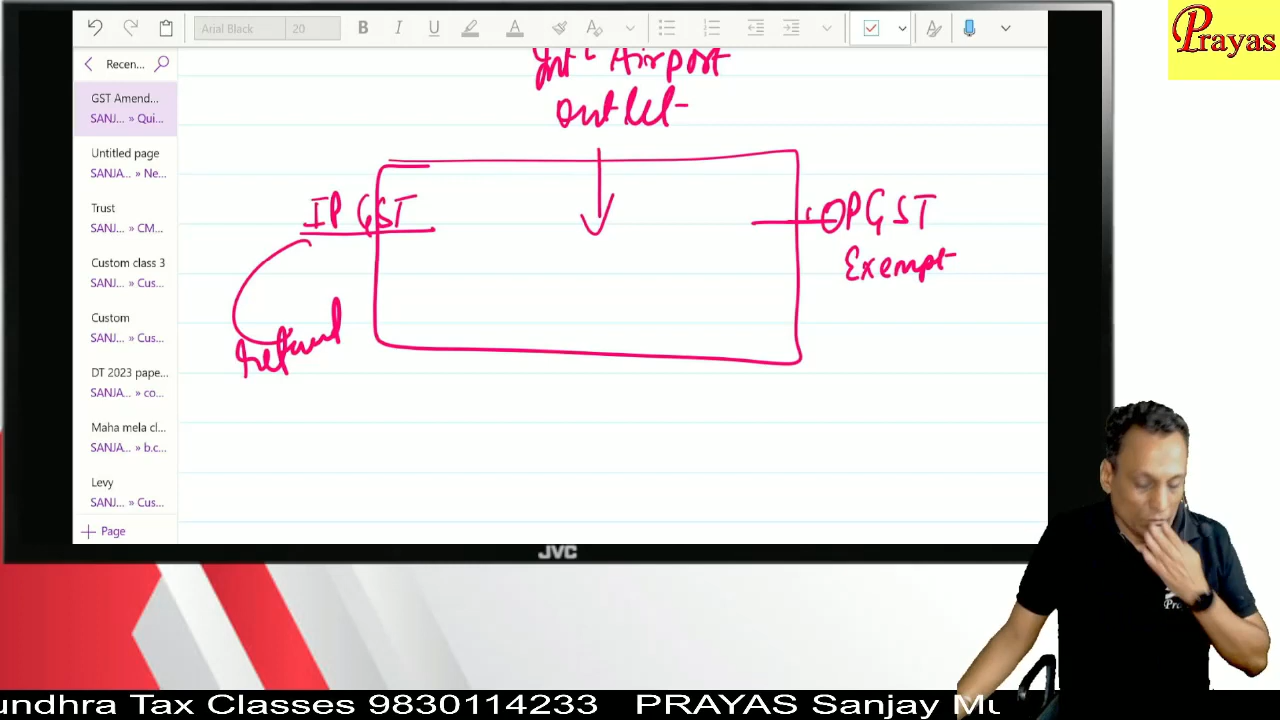 Prayas
Arial Black
20
B I U
Recen...
GST Amend...
SANJ... » Qui...
Untitled page
SANJA... » Ne...
Trust
SANJ... » CM...
Custom class 3
SANJ... » Cus...
Custom
SANJ... » Cus...
DT 2023 pape...
SANJA... » co...
Maha mela cl...
SANJA... » b.c...
Levy
SANJ... » Cus...
+ Page
Int'l Airport
outlet
IP GST
OPGST
Exempt
refund
JVC
undhra Tax Classes 9830114233 PRAYAS Sanjay Mu